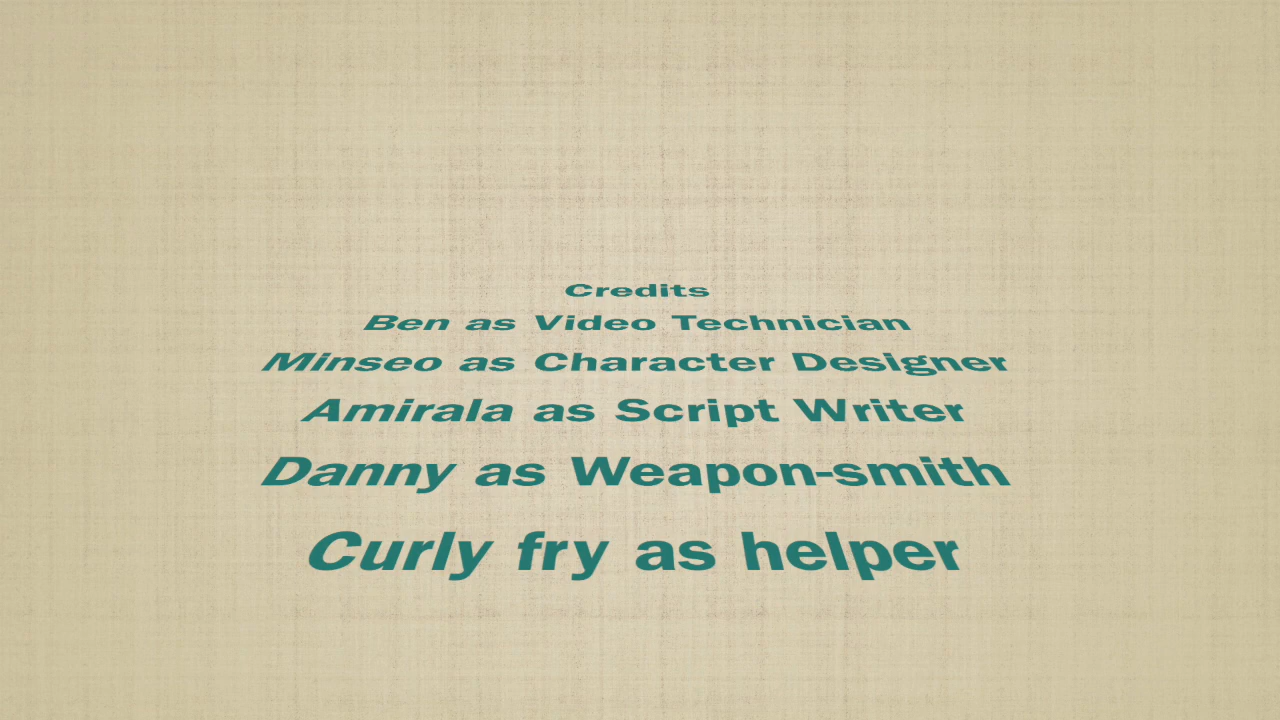 Credits
Ben as Video Technician
Minseo as Character Designer
Amirala as Script Writer
Danny as Weapon-smith
Curly fry as helper